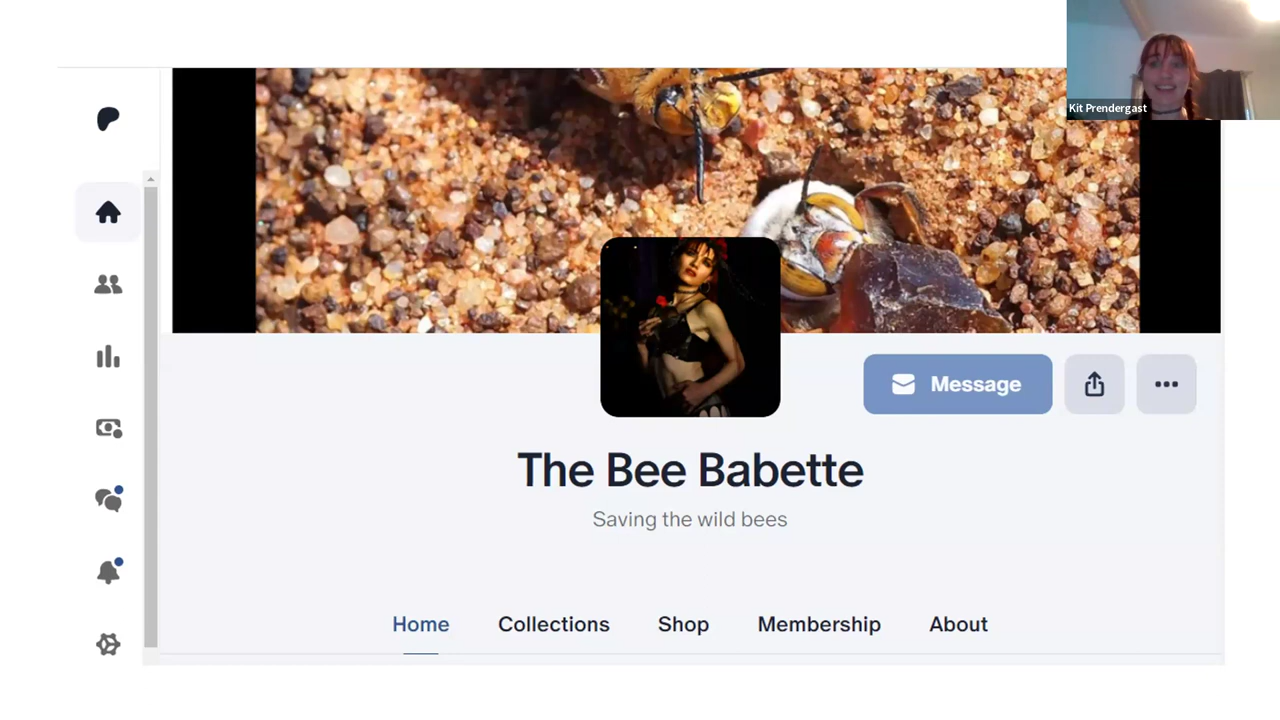 Kit Prendergast
Message
The Bee Babette
Saving the wild bees
Home Collections Shop Membership About